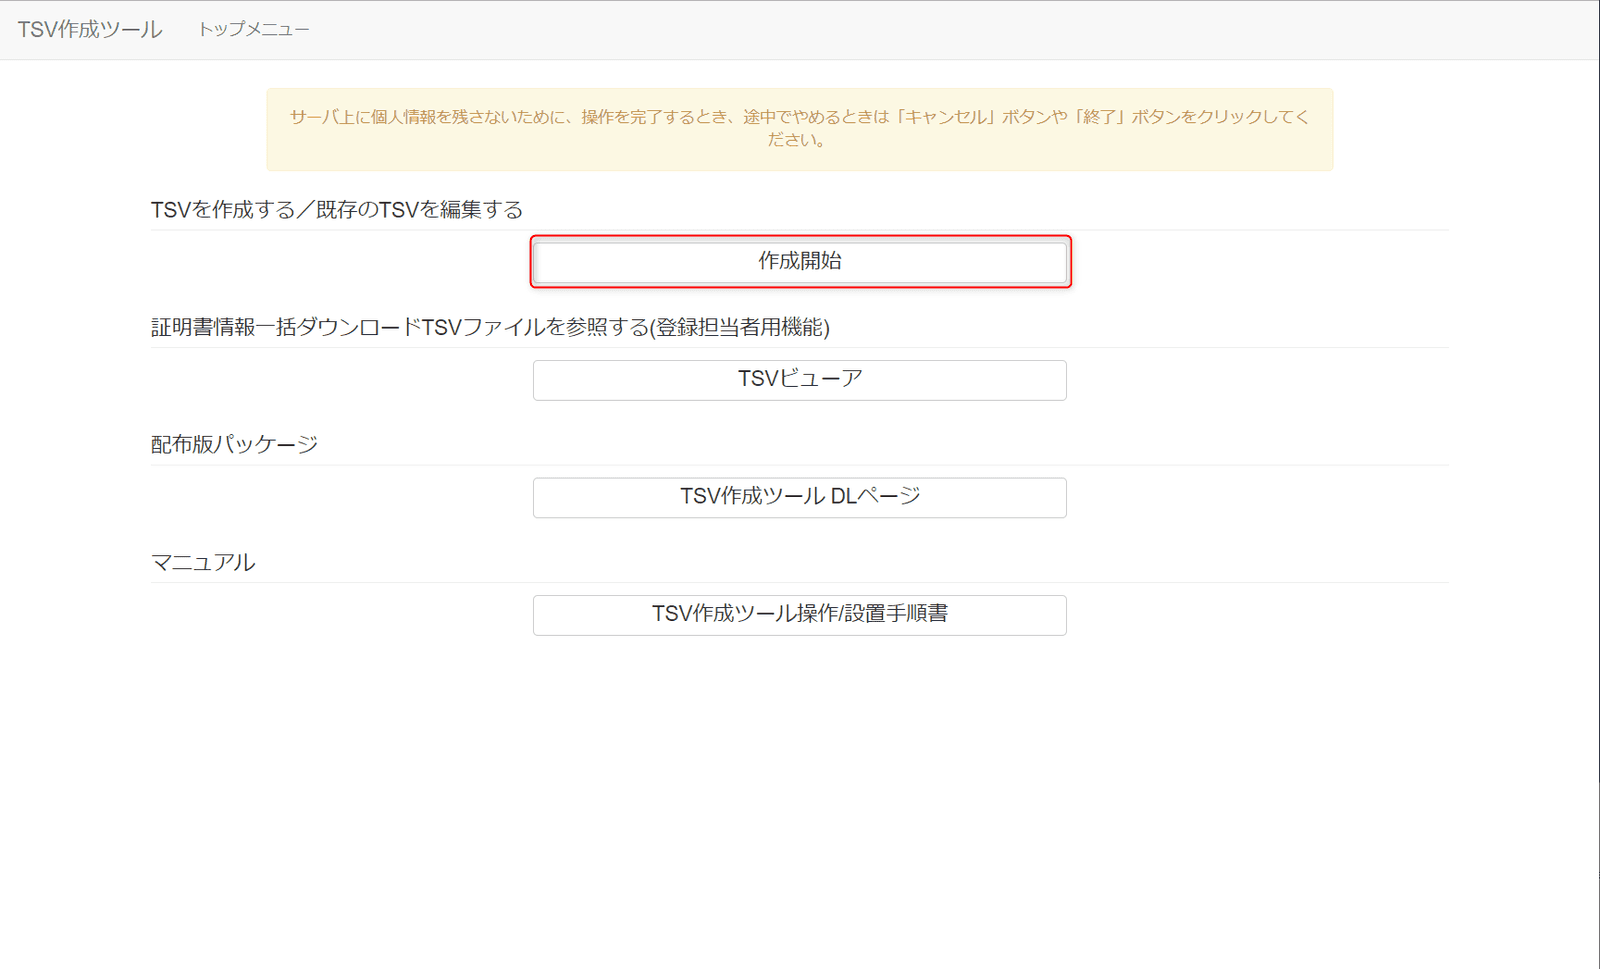 TSV作成ツール トップメニュー
サーバ上に個人情報を残さないために、操作を完了するとき、途中でやめるときは「キャンセル」ボタンや「終了」ボタンをクリックしてく
ださい。
TSVを作成する／既存のTSVを編集する
作成開始
証明書情報一括ダウンロードTSVファイルを参照する(登録担当者用機能)
TSVビューア
配布版パッケージ
TSV作成ツール DLページ
マニュアル
TSV作成ツール操作/設置手順書